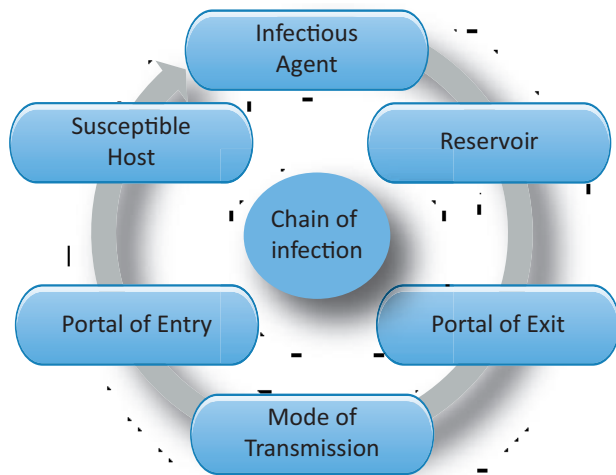 Infectious
Agent
Reservoir
Portal of Exit
Mode of
Transmission
Portal of Entry
Susceptible
Host
Chain of
infection